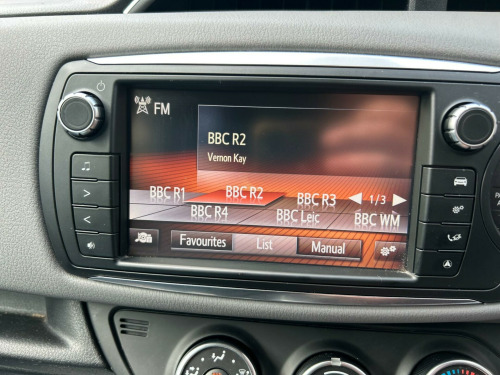 FM
BBC R2
Vernon Kay
BBC R1 BBC R2 BBC R3 1/3
BBC R4 BBC Leic BBC WM
Favourites List Manual